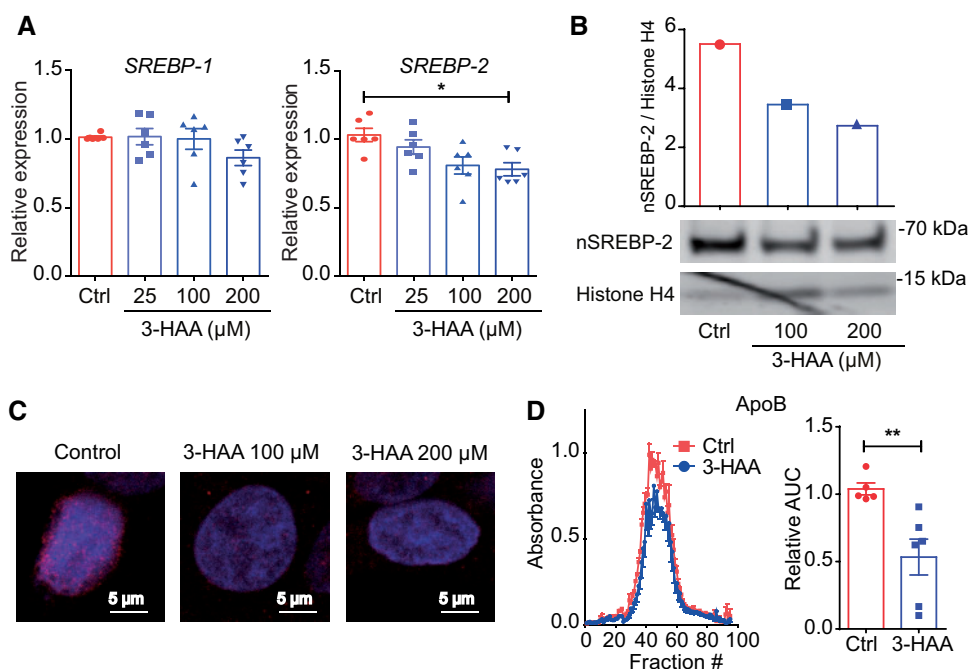 A
SREBP-1
Relative expression
1.5
1.0
0.5
0.0
Ctrl 25 100 200
3-HAA (µM)
SREBP-2
*
Relative expression
1.5
1.0
0.5
0.0
Ctrl 25 100 200
3-HAA (µM)
B
nSREBP-2 / Histone H4
6
4
2
0
nSREBP-2
-70 kDa
Histone H4
-15 kDa
Ctrl 100 200
3-HAA (µM)
C
Control 3-HAA 100 µM 3-HAA 200 µM
5 µm 5 µm 5 µm
D
ApoB
Absorbance
1.0
0.5
0.0
Ctrl
3-HAA
0 20 40 60 80 100
Fraction #
**
Relative AUC
1.5
1.0
0.5
0.0
Ctrl 3-HAA